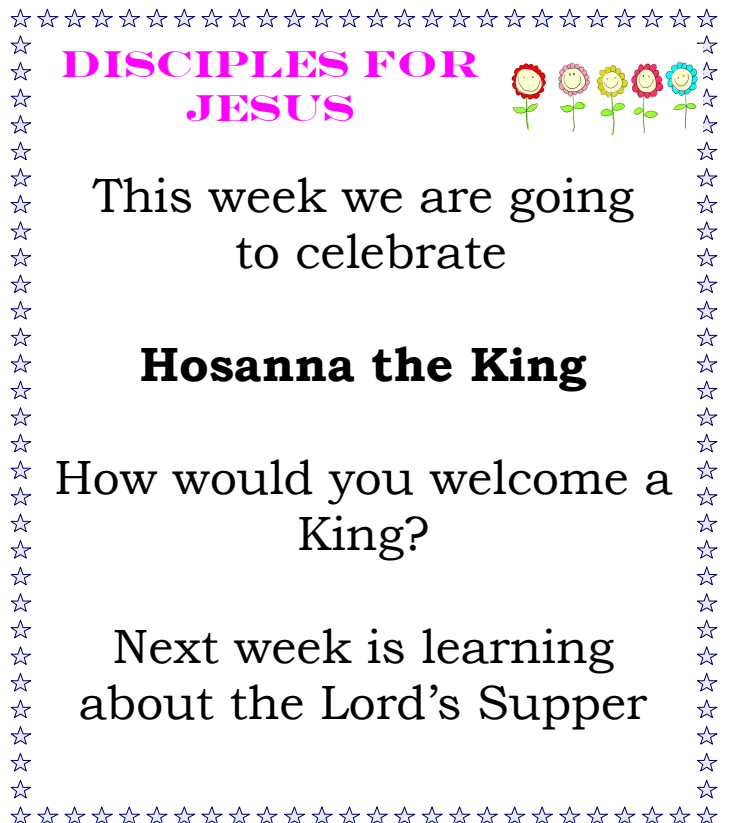 DISCIPLES FOR
JESUS
This week we are going
to celebrate
Hosanna the King
How would you welcome a
King?
Next week is learning
about the Lord’s Supper